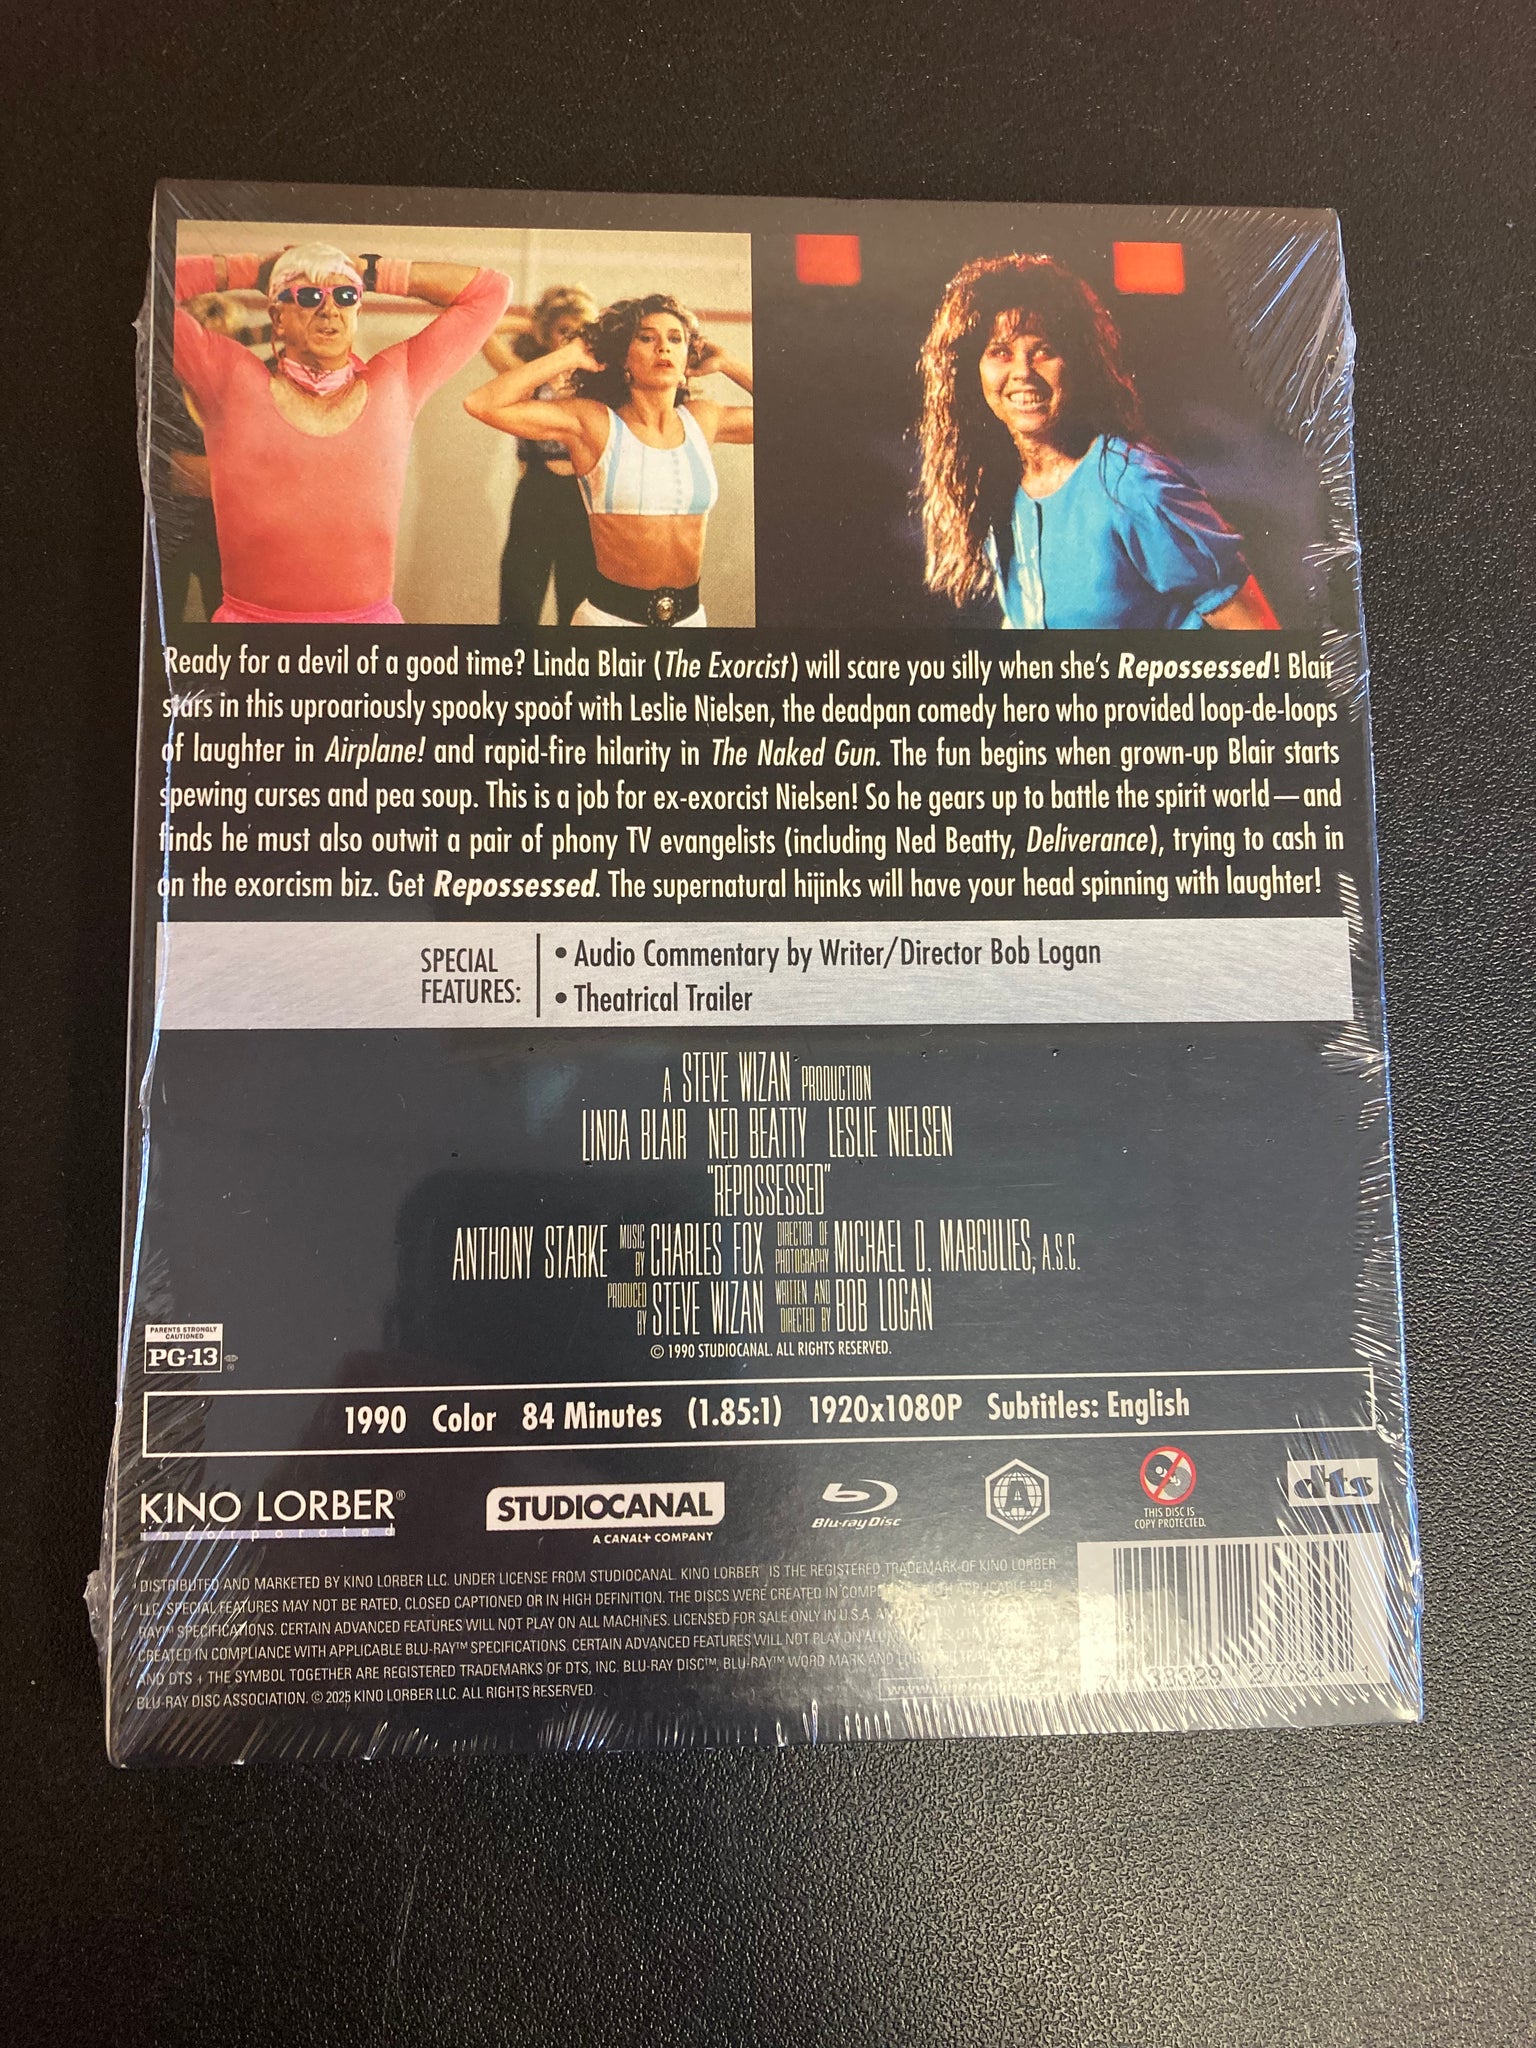 Ready for a devil of a good time? Linda Blair (The Exorcist) will scare you silly when she's Repossessed! Blair
stars in this uproariously spooky spoof with Leslie Nielsen, the deadpan comedy hero who provided loop-de-loops
of laughter in Airplane! and rapid-fire hilarity in The Naked Gun. The fun begins when grown-up Blair starts
spewing curses and pea soup. This is a job for ex-exorcist Nielsen! So he gears up to battle the spirit world—and
finds he must also outwit a pair of phony TV evangelists (including Ned Beatty, Deliverance), trying to cash in
on the exorcism biz. Get Repossessed. The supernatural hijinks will have your head spinning with laughter!
SPECIAL
FEATURES:
• Audio Commentary by Writer/Director Bob Logan
• Theatrical Trailer
A STEVE WIZAN PRODUCTION
LINDA BLAIR NED BEATTY LESLIE NIELSEN
"REPOSSESSED"
ANTHONY STARKE MUSIC BY CHARLES FOX DIRECTOR OF PHOTOGRAPHY MICHAEL D. MARGULIES, A.S.C.
PRODUCED BY STEVE WIZAN WRITTEN AND DIRECTED BY BOB LOGAN
© 1990 STUDIOCANAL. ALL RIGHTS RESERVED.
PARENTS STRONGLY
CAUTIONED
PG-13
1990 Color 84 Minutes (1.85:1) 1920x1080P Subtitles: English
KINO LORBER®
incorporated
STUDIOCANAL
A CANAL+ COMPANY
Blu-ray Disc
A
THIS DISC IS
COPY PROTECTED.
dts
DISTRIBUTED AND MARKETED BY KINO LORBER LLC. UNDER LICENSE FROM STUDIOCANAL. KINO LORBER™ IS THE REGISTERED TRADEMARK OF KINO LORBER
LLC. SPECIAL FEATURES MAY NOT BE RATED, CLOSED CAPTIONED OR IN HIGH DEFINITION. THE DISCS WERE CREATED IN COMPLIANCE WITH APPLICABLE BLU-
RAY™ SPECIFICATIONS. CERTAIN ADVANCED FEATURES WILL NOT PLAY ON ALL MACHINES. LICENSED FOR SALE ONLY IN U.S.A. AND
CREATED IN COMPLIANCE WITH APPLICABLE BLU-RAY™ SPECIFICATIONS. CERTAIN ADVANCED FEATURES WILL NOT PLAY ON ALL
AND DTS + THE SYMBOL TOGETHER ARE REGISTERED TRADEMARKS OF DTS, INC. BLU-RAY DISC™, BLU-RAY™ WORD MARK AND
BLU-RAY DISC ASSOCIATION. © 2025 KINO LORBER LLC. ALL RIGHTS RESERVED.